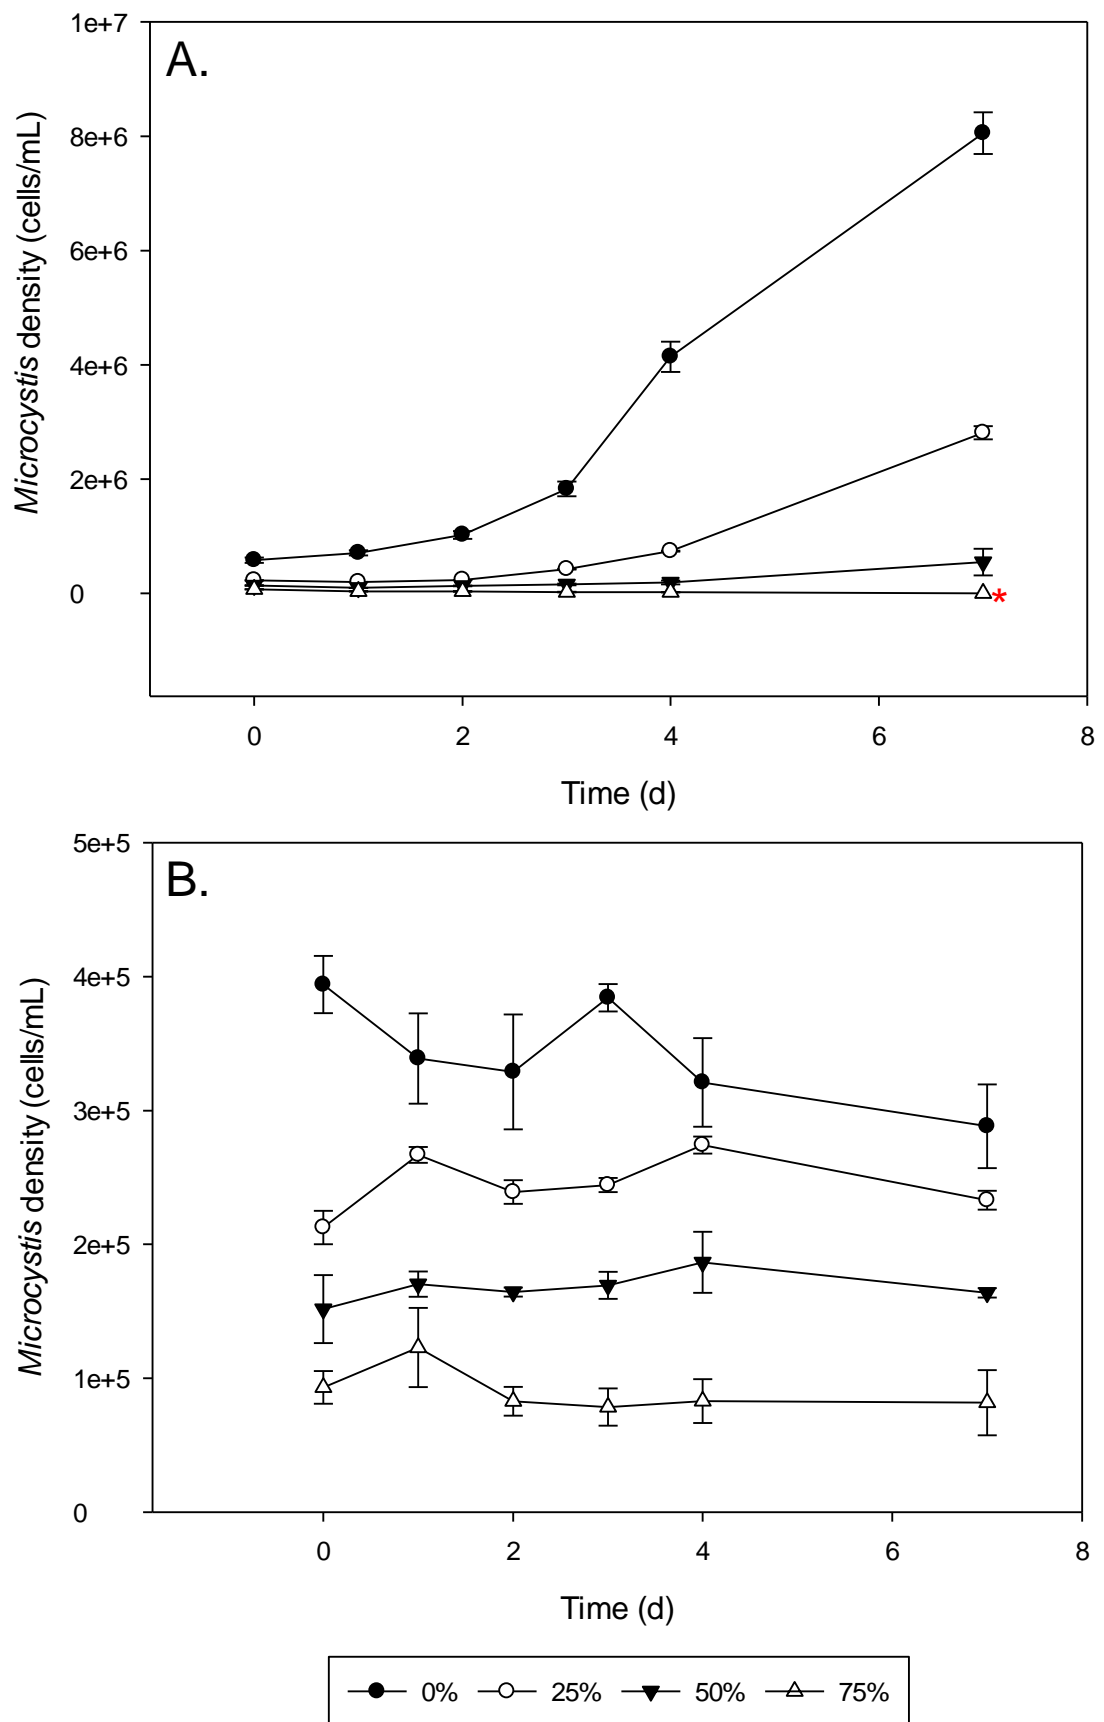 A.
1e+7
8e+6
6e+6
4e+6
2e+6
0
Microcystis density (cells/mL)
*
0 2 4 6 8
Time (d)
B.
5e+5
4e+5
3e+5
2e+5
1e+5
0
Microcystis density (cells/mL)
0 2 4 6 8
Time (d)
0% 25% 50% 75%